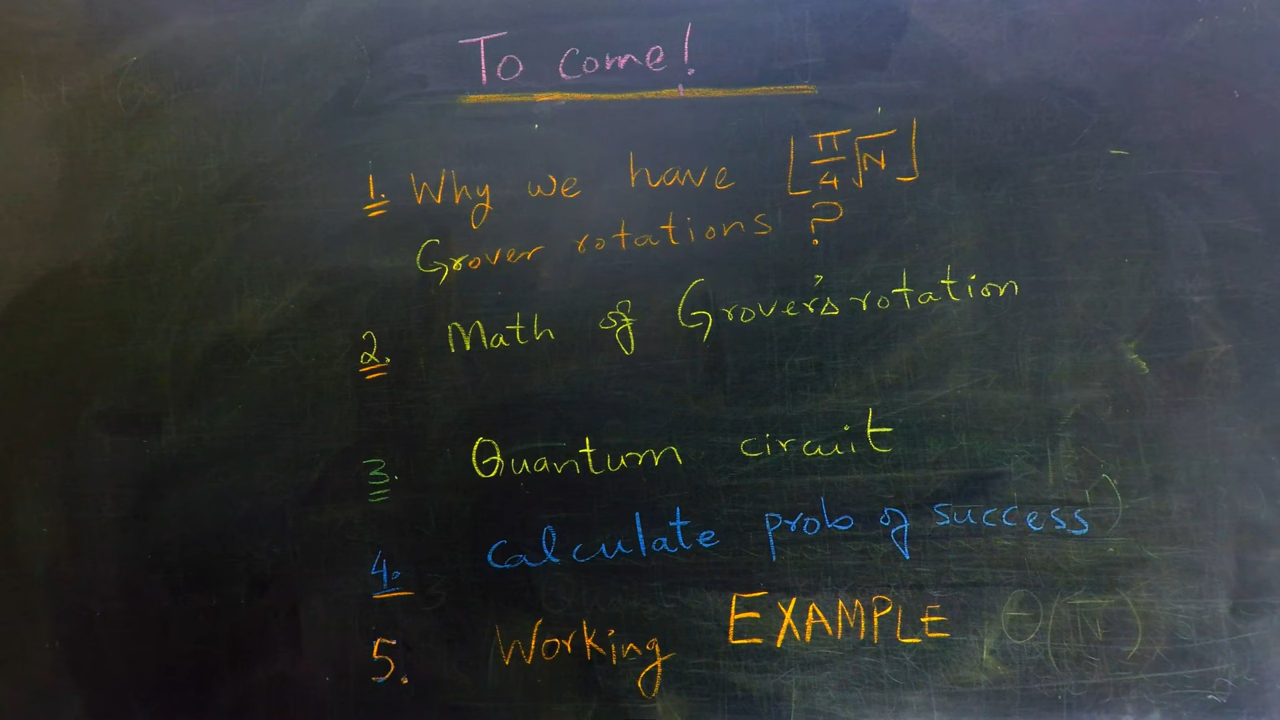 To come!
1. Why we have ⌊π/4 √N⌋
Grover rotations ?
2. Math of Grover's rotation
3. Quantum circuit
4. Calculate prob of success
5. Working EXAMPLE